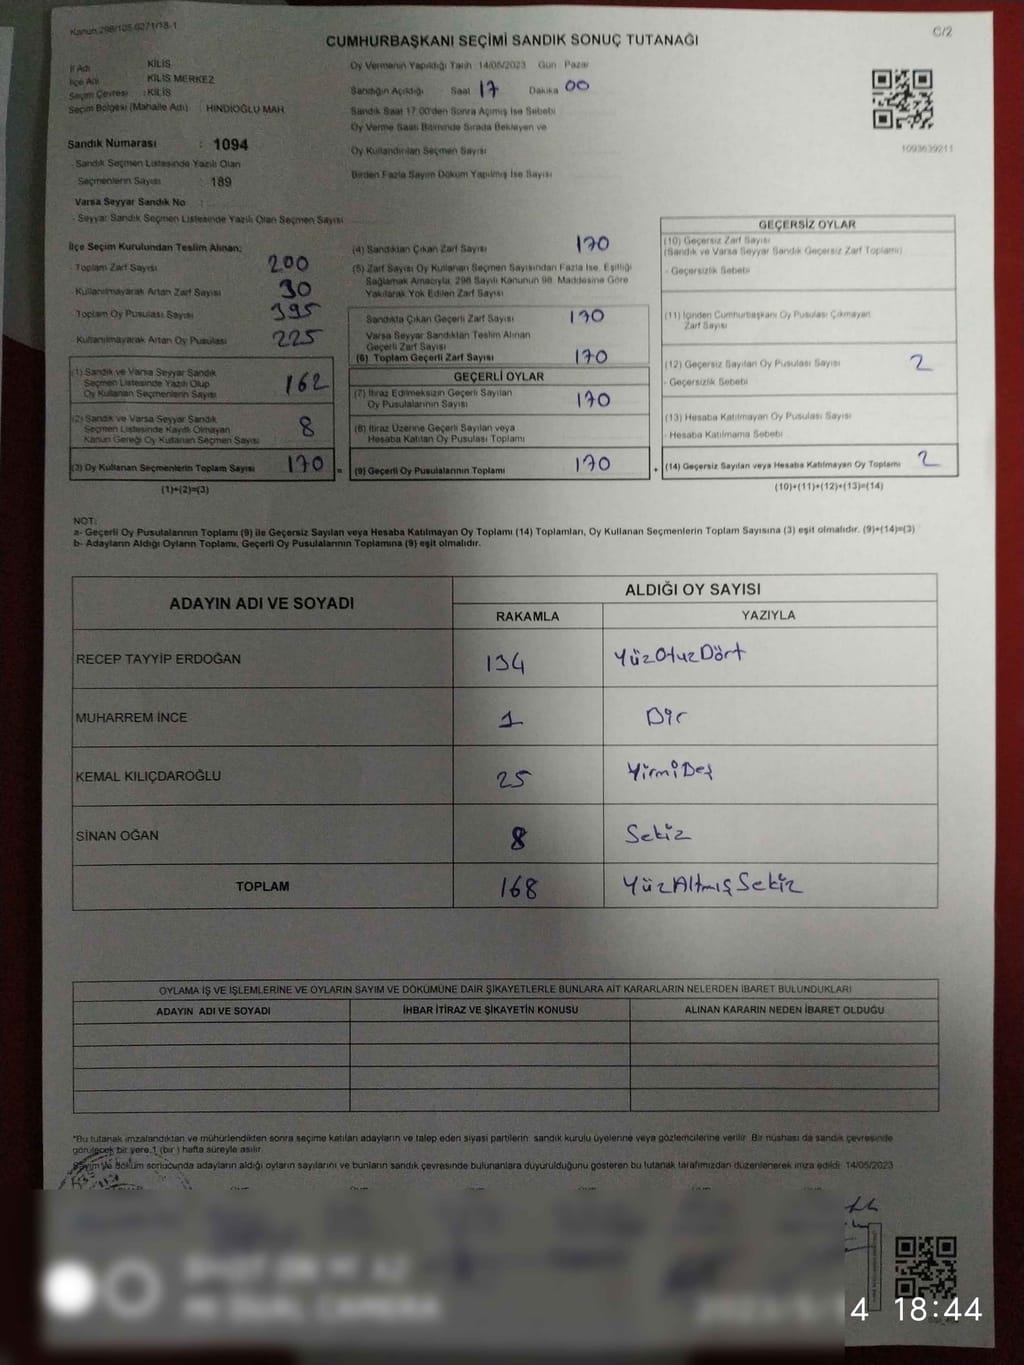 Kanun 298/105.6271/18-1
C/2
CUMHURBAŞKANI SEÇİMİ SANDIK SONUÇ TUTANAĞI
İl Adı KİLİS
İlçe Adı KİLİS MERKEZ
Seçim Çevresi : KİLİS
Seçim Bölgesi (Mahalle Adı) : HİNDİOĞLU MAH
Oy Vermenin Yapıldığı Tarih : 14/05/2023 Gün Pazar
Sandığın Açıldığı Saat 17 Dakika 00
Sandık Saat 17:00'den Sonra Açılmış İse Sebebi
Oy Verme Saati Bitiminde Sırada Bekleyen ve
Oy Kullandırılan Seçmen Sayısı
Birden Fazla Sayım Döküm Yapılmış İse Sayısı
1093639211
Sandık Numarası : 1094
- Sandık Seçmen Listesinde Yazılı Olan
Seçmenlerin Sayısı : 189
Varsa Seyyar Sandık No :
- Seyyar Sandık Seçmen Listesinde Yazılı Olan Seçmen Sayısı
İlçe Seçim Kurulundan Teslim Alınan;
- Toplam Zarf Sayısı 200
- Kullanılmayarak Artan Zarf Sayısı 30
- Toplam Oy Pusulası Sayısı 395
- Kullanılmayarak Artan Oy Pusulası 225
(1) Sandık ve Varsa Seyyar Sandık
Seçmen Listesinde Yazılı Olup
Oy Kullanan Seçmenlerin Sayısı 162
(2) Sandık ve Varsa Seyyar Sandık
Seçmen Listesinde Kayıtlı Olmayan
Kanun Gereği Oy Kullanan Seçmen Sayısı 8
(3) Oy Kullanan Seçmenlerin Toplam Sayısı 170 =
(1)+(2)=(3)
(4) Sandıktan Çıkan Zarf Sayısı 170
(5) Zarf Sayısı Oy Kullanan Seçmen Sayısından Fazla İse, Eşitliği
Sağlamak Amacıyla, 298 Sayılı Kanunun 98. Maddesine Göre
Yakılarak Yok Edilen Zarf Sayısı
Sandıkta Çıkan Geçerli Zarf Sayısı 170
Varsa Seyyar Sandıktan Teslim Alınan
Geçerli Zarf Sayısı
(6) Toplam Geçerli Zarf Sayısı 170
GEÇERLİ OYLAR
(7) İtiraz Edilmeksizin Geçerli Sayılan
Oy Pusulalarının Sayısı 170
(8) İtiraz Üzerine Geçerli Sayılan veya
Hesaba Katılan Oy Pusulası Toplamı
(9) Geçerli Oy Pusulalarının Toplamı 170 +
GEÇERSİZ OYLAR
(10) Geçersiz Zarf Sayısı
(Sandık ve Varsa Seyyar Sandık Geçersiz Zarf Toplamı)
- Geçersizlik Sebebi
(11) İçinden Cumhurbaşkanı Oy Pusulası Çıkmayan
Zarf Sayısı
(12) Geçersiz Sayılan Oy Pusulası Sayısı 2
- Geçersizlik Sebebi
(13) Hesaba Katılmayan Oy Pusulası Sayısı
- Hesaba Katılmama Sebebi
(14) Geçersiz Sayılan veya Hesaba Katılmayan Oy Toplamı 2
(10)+(11)+(12)+(13)=(14)
NOT:
a- Geçerli Oy Pusulalarının Toplamı (9) ile Geçersiz Sayılan veya Hesaba Katılmayan Oy Toplamı (14) Toplamları, Oy Kullanan Seçmenlerin Toplam Sayısına (3) eşit olmalıdır. (9)+(14)=(3)
b- Adayların Aldığı Oyların Toplamı, Geçerli Oy Pusulalarının Toplamına (9) eşit olmalıdır.
ADAYIN ADI VE SOYADI
ALDIĞI OY SAYISI
RAKAMLA YAZIYLA
RECEP TAYYİP ERDOĞAN 134 YüzOtuzDört
MUHARREM İNCE 1 Bir
KEMAL KILIÇDAROĞLU 25 YirmiBeş
SİNAN OĞAN 8 Sekiz
TOPLAM 168 YüzAltmışSekiz
OYLAMA İŞ VE İŞLEMLERİNE VE OYLARIN SAYIM VE DÖKÜMÜNE DAİR ŞİKAYETLERLE BUNLARA AİT KARARLARIN NELERDEN İBARET BULUNDUKLARI
ADAYIN ADI VE SOYADI İHBAR İTİRAZ VE ŞİKAYETİN KONUSU ALINAN KARARIN NEDEN İBARET OLDUĞU
*Bu tutanak imzalandıktan ve mühürlendikten sonra seçime katılan adayların ve talep eden siyasi partilerin sandık kurulu üyelerine veya gözlemcilerine verilir. Bir nüshası da sandık çevresinde
görülecek bir yere 1 (bir) hafta süreyle asılır.
Sayım ve döküm sonucunda adayların aldığı oyların sayılarını ve bunların sandık çevresinde bulunanlara duyurulduğunu gösteren bu tutanak tarafımızdan düzenlenerek imza edildi. 14/05/2023
4 18:44